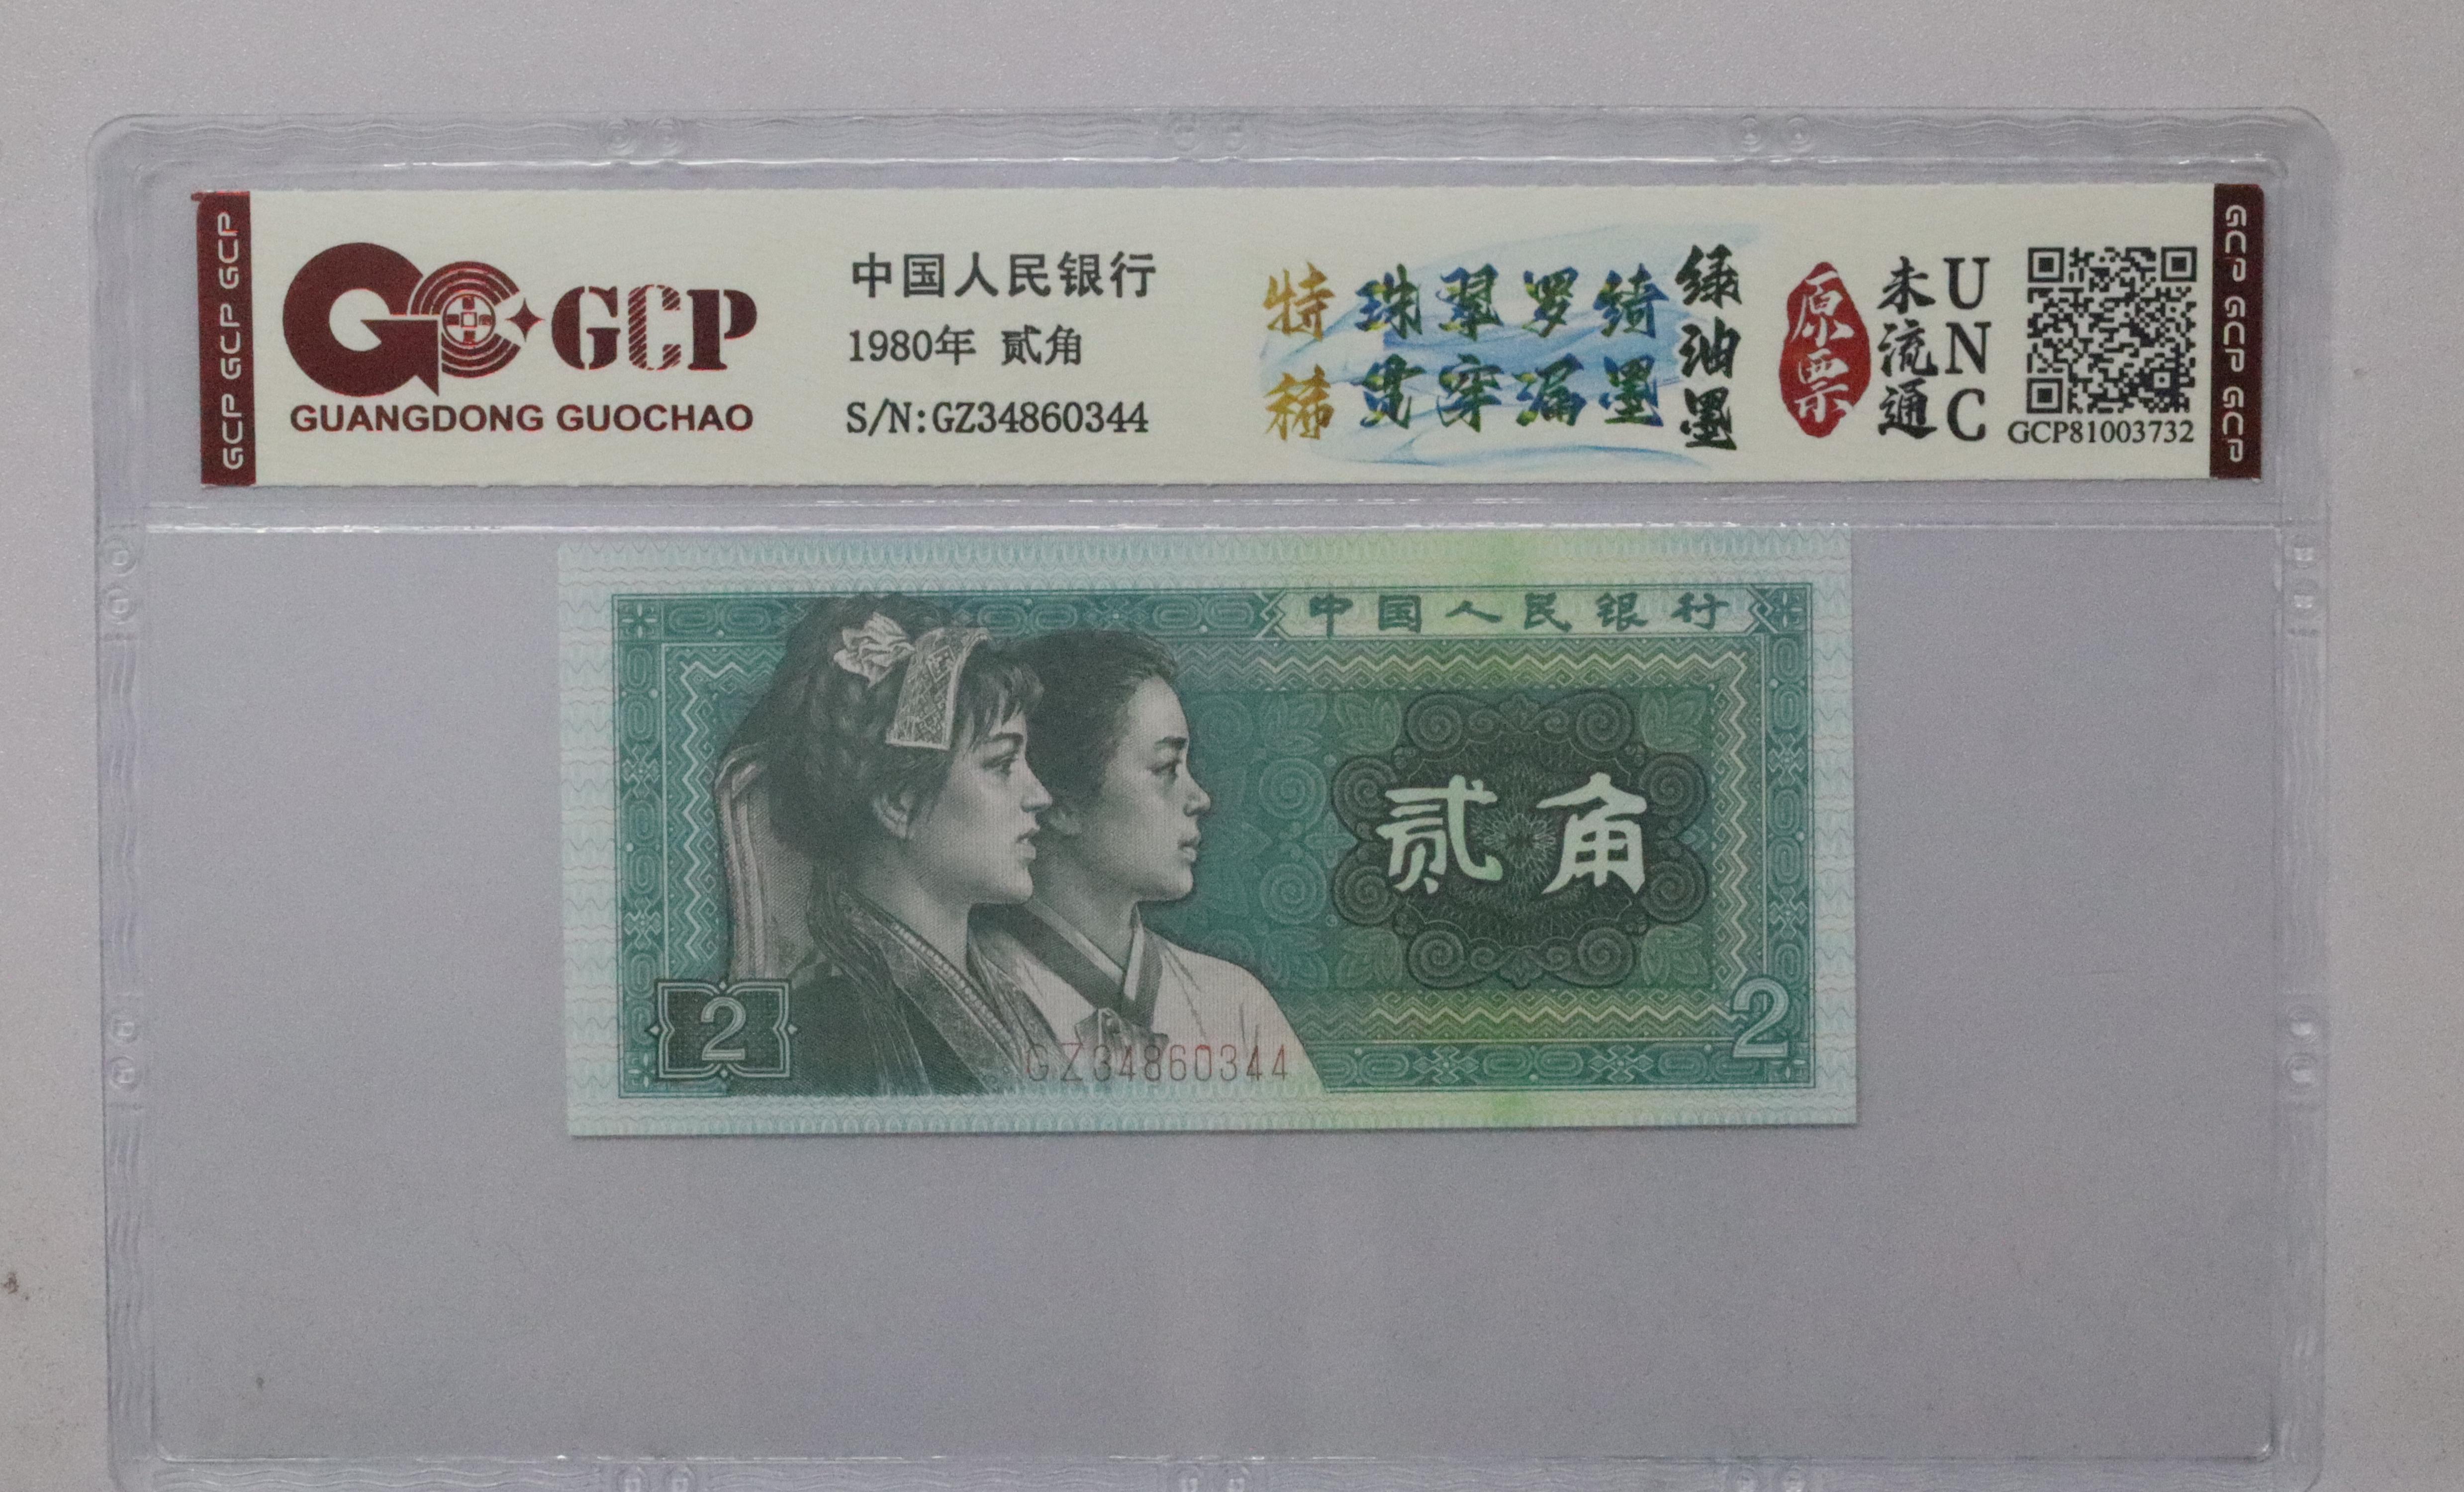 GCP GCP GCP
GCP
GUANGDONG GUOCHAO
中国人民银行
1980年 贰角
S/N:GZ34860344
特稀
珠翠罗绮
贯穿漏墨
绿油墨
原票
未流通
UNC
GCP81003732
GCP GCP GCP
中国人民银行
贰角
2
2
GZ34860344